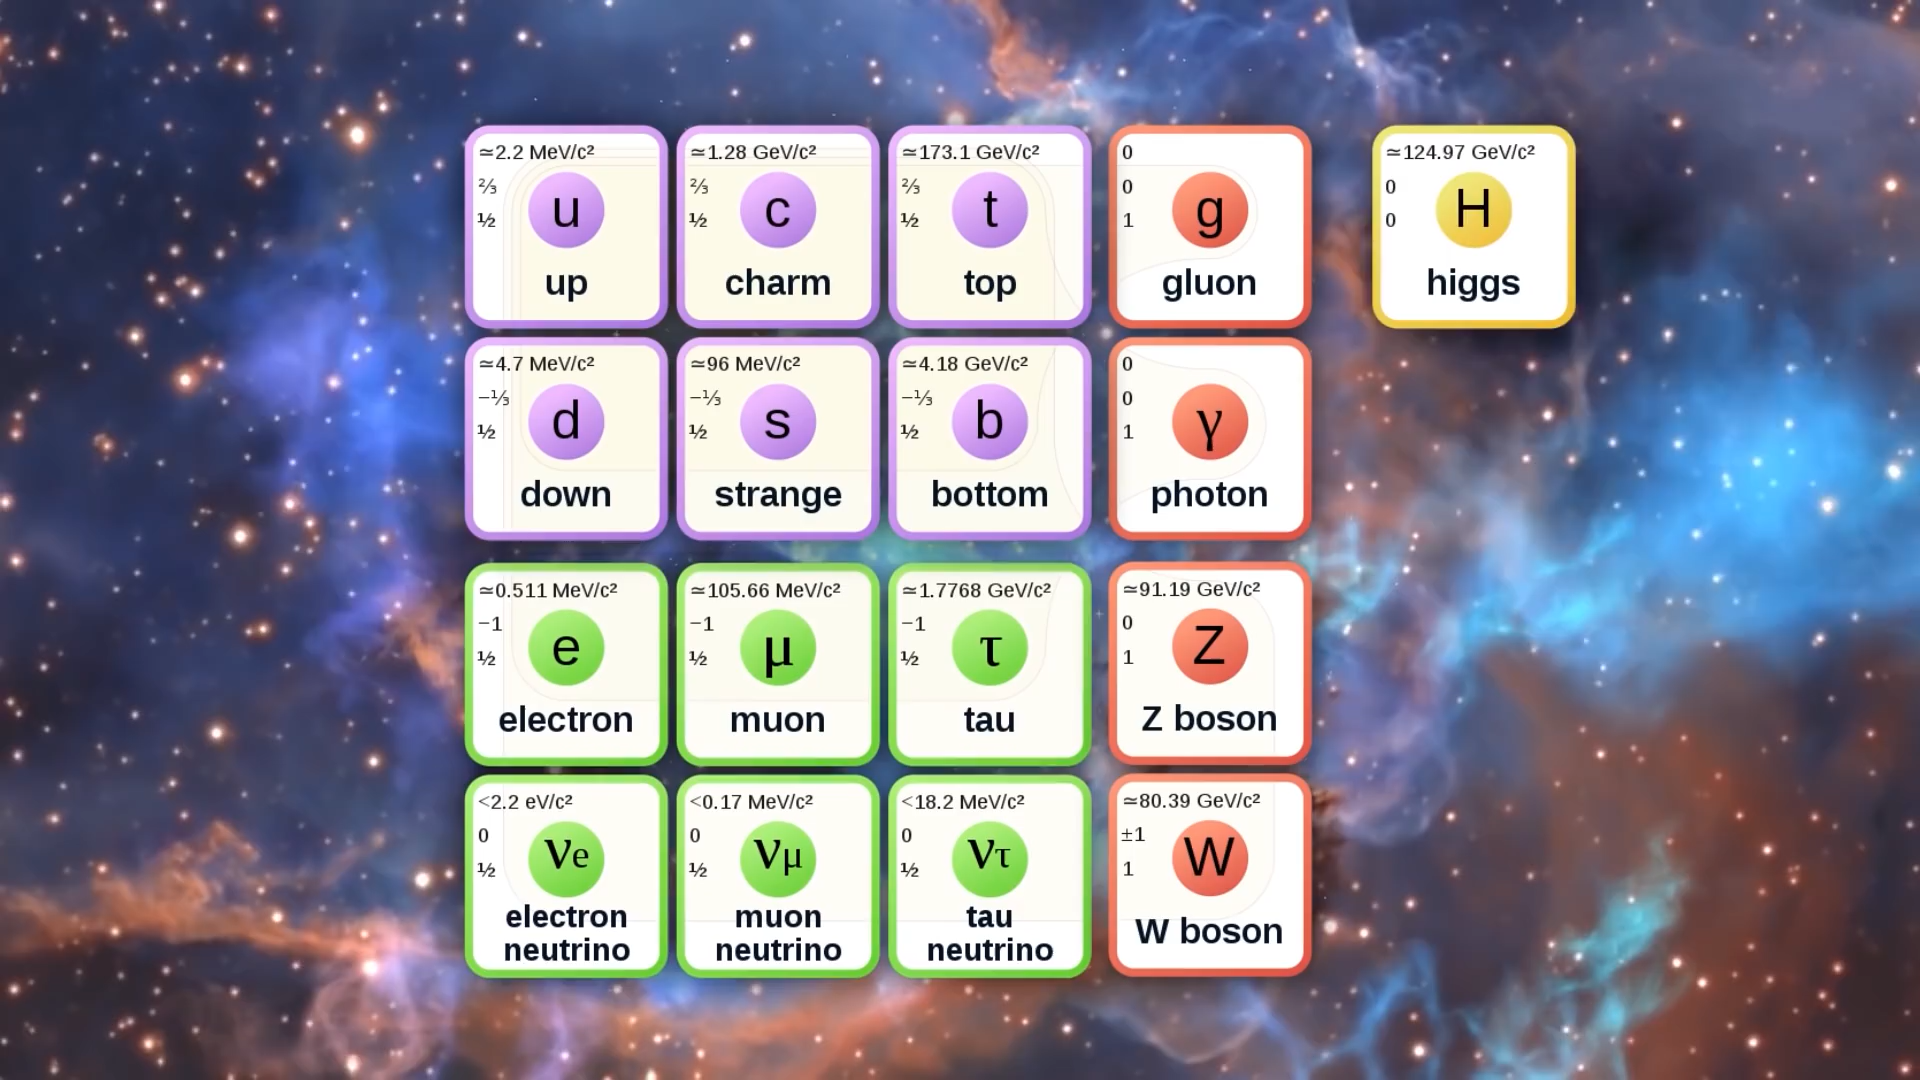 ≃2.2 MeV/c²
⅔
½
u
up
≃1.28 GeV/c²
⅔
½
c
charm
≃173.1 GeV/c²
⅔
½
t
top
0
0
1
g
gluon
≃124.97 GeV/c²
0
0
H
higgs
≃4.7 MeV/c²
−⅓
½
d
down
≃96 MeV/c²
−⅓
½
s
strange
≃4.18 GeV/c²
−⅓
½
b
bottom
0
0
1
γ
photon
≃0.511 MeV/c²
−1
½
e
electron
≃105.66 MeV/c²
−1
½
μ
muon
≃1.7768 GeV/c²
−1
½
τ
tau
≃91.19 GeV/c²
0
1
Z
Z boson
<2.2 eV/c²
0
½
νe
electron
neutrino
<0.17 MeV/c²
0
½
νμ
muon
neutrino
<18.2 MeV/c²
0
½
ντ
tau
neutrino
≃80.39 GeV/c²
±1
1
W
W boson